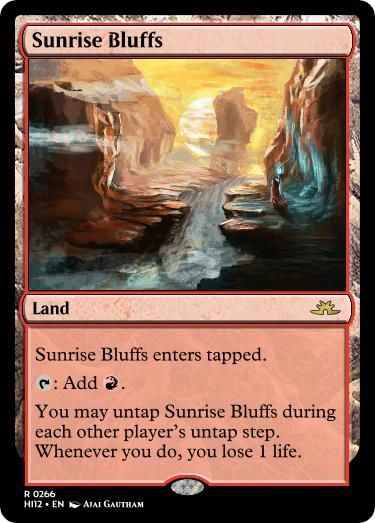 Sunrise Bluffs
Land
Sunrise Bluffs enters tapped.
: Add .
You may untap Sunrise Bluffs during
each other player's untap step.
Whenever you do, you lose 1 life.
R 0266
HI12 • EN Ajai Gautham